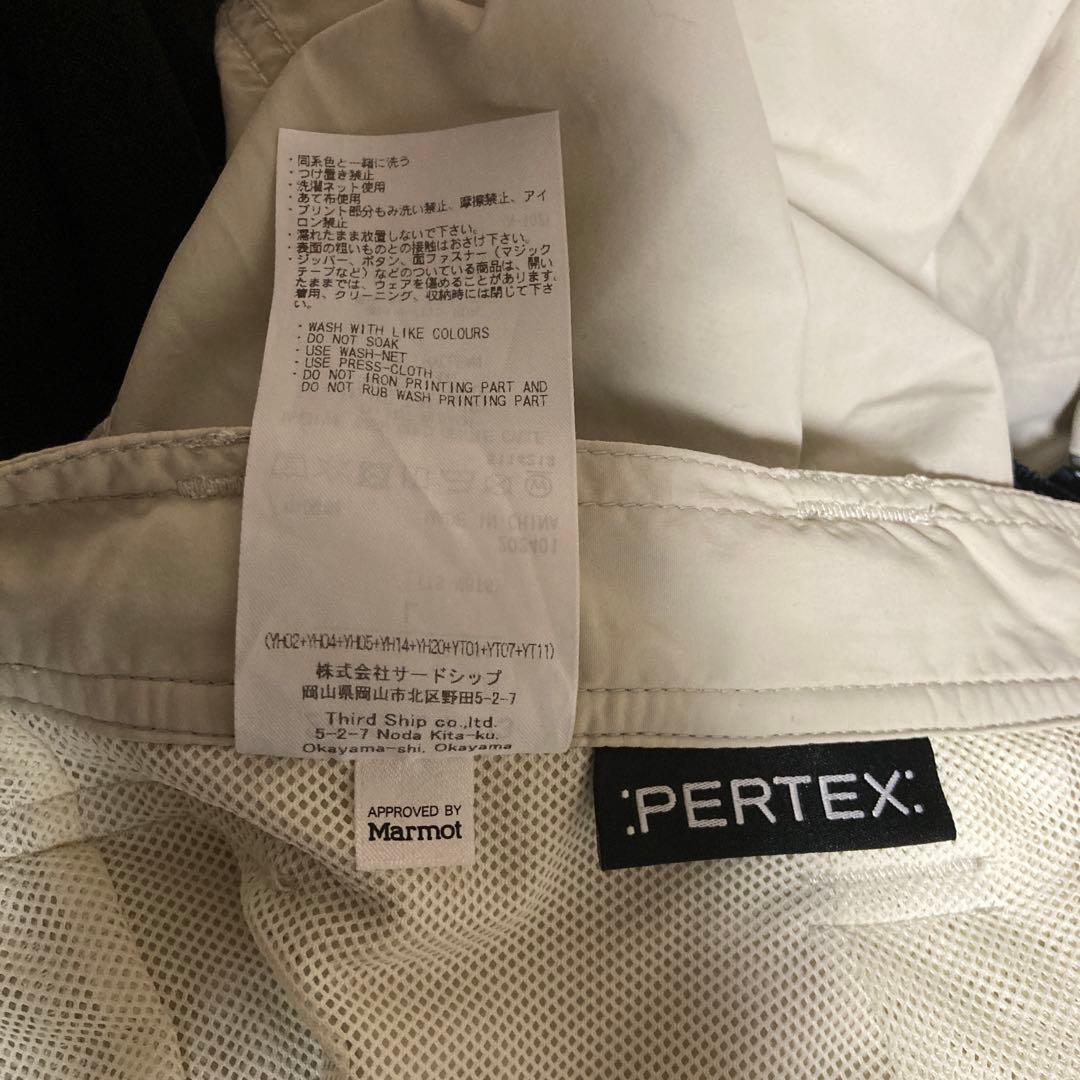 ・同系色と一緒に洗う
・つけ置き禁止
・洗濯ネット使用
・あて布使用
・プリント部分もみ洗い禁止、摩擦禁止、アイ
ロン禁止
・濡れたまま放置しないで下さい。
・表面の粗いものとの接触はおさけ下さい。
・ジッパー、ボタン、面ファスナー（マジック
テープなど）などのついている商品は、開い
たままでは、ウェアを傷めることがあります。
着用、クリーニング、収納時には閉じて下さ
い。
・WASH WITH LIKE COLOURS
・DO NOT SOAK
・USE WASH-NET
・USE PRESS-CLOTH
・DO NOT IRON PRINTING PART AND
DO NOT RUB WASH PRINTING PART
MADE IN CHINA
202401
(YH02+YH04+YH05+YH14+YH20+YT01+YT07+YT11)
株式会社サードシップ
岡山県岡山市北区野田5-2-7
Third Ship co.,ltd.
5-2-7 Noda Kita-ku.
Okayama-shi, Okayama
APPROVED BY
Marmot
:PERTEX: